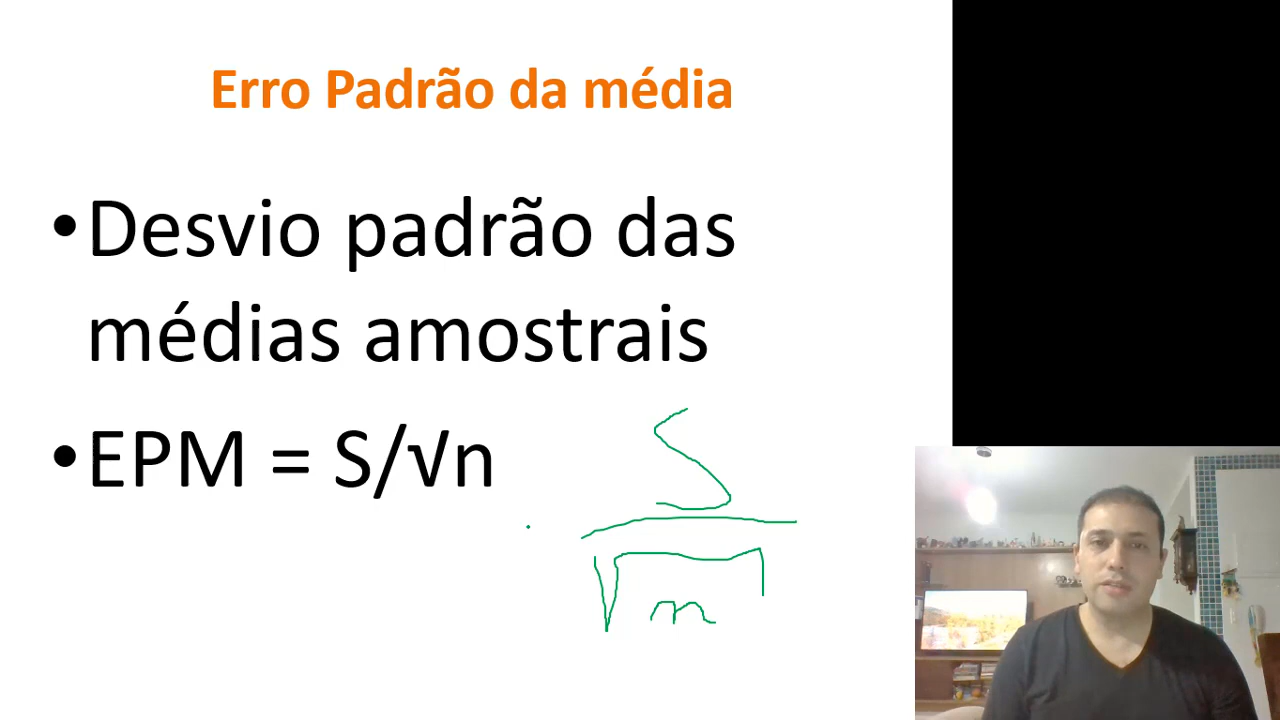 Erro Padrão da média
•Desvio padrão das
médias amostrais
•EPM = S/√n
S
√n